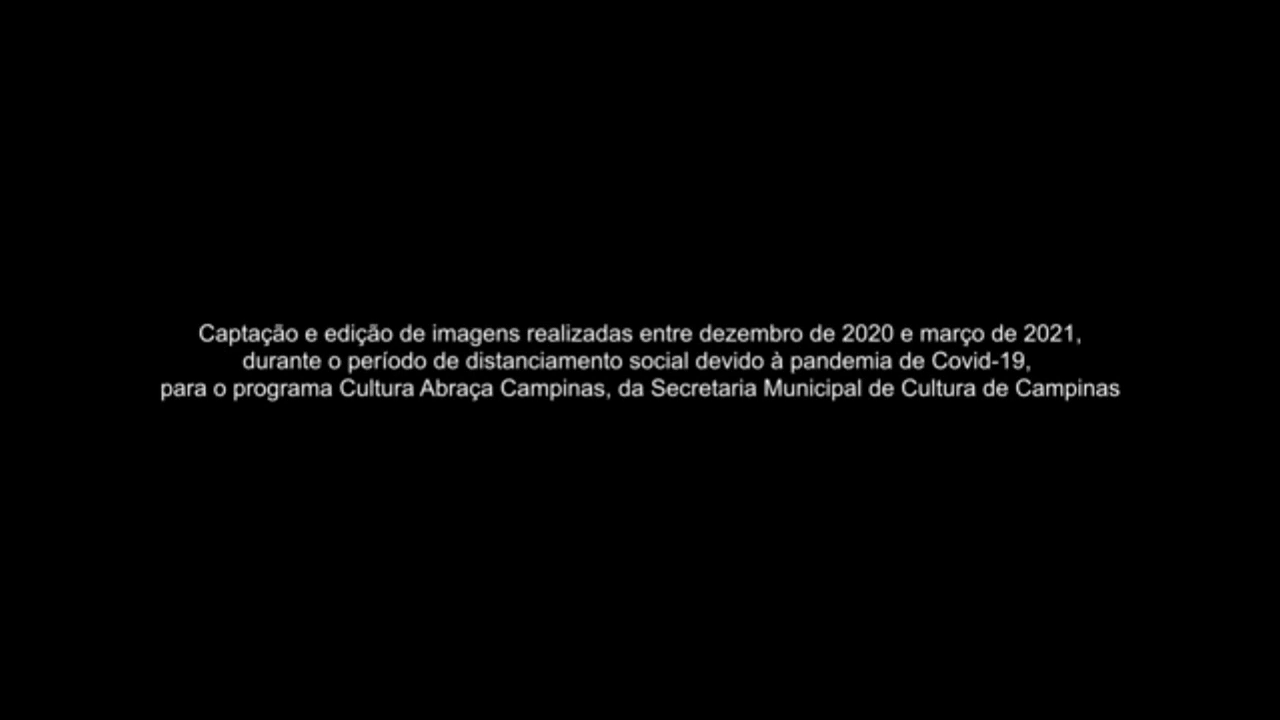 Captação e edição de imagens realizadas entre dezembro de 2020 e março de 2021,
durante o período de distanciamento social devido à pandemia de Covid-19,
para o programa Cultura Abraça Campinas, da Secretaria Municipal de Cultura de Campinas